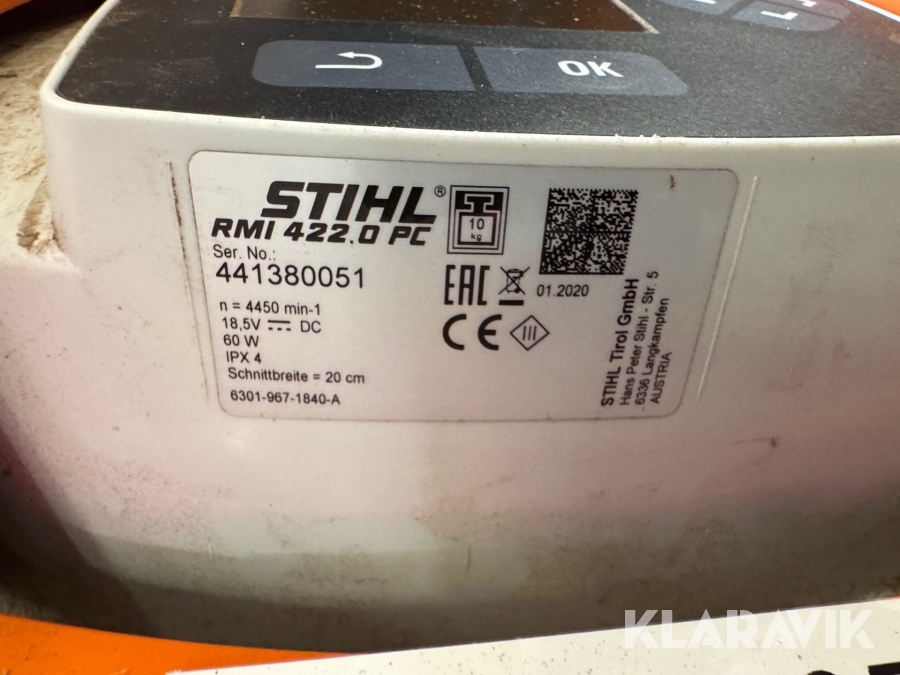 OK
STIHL®
RMI 422.0 PC
Ser. No.:
441380051
n = 4450 min-1
18,5V DC
60 W
IPX 4
Schnittbreite = 20 cm
6301-967-1840-A
10
kg
EAC
01.2020
CE
III
STIHL Tirol GmbH
Hans Peter Stihl - Str. 5
6336 Langkampfen
AUSTRIA
KLARAVIK